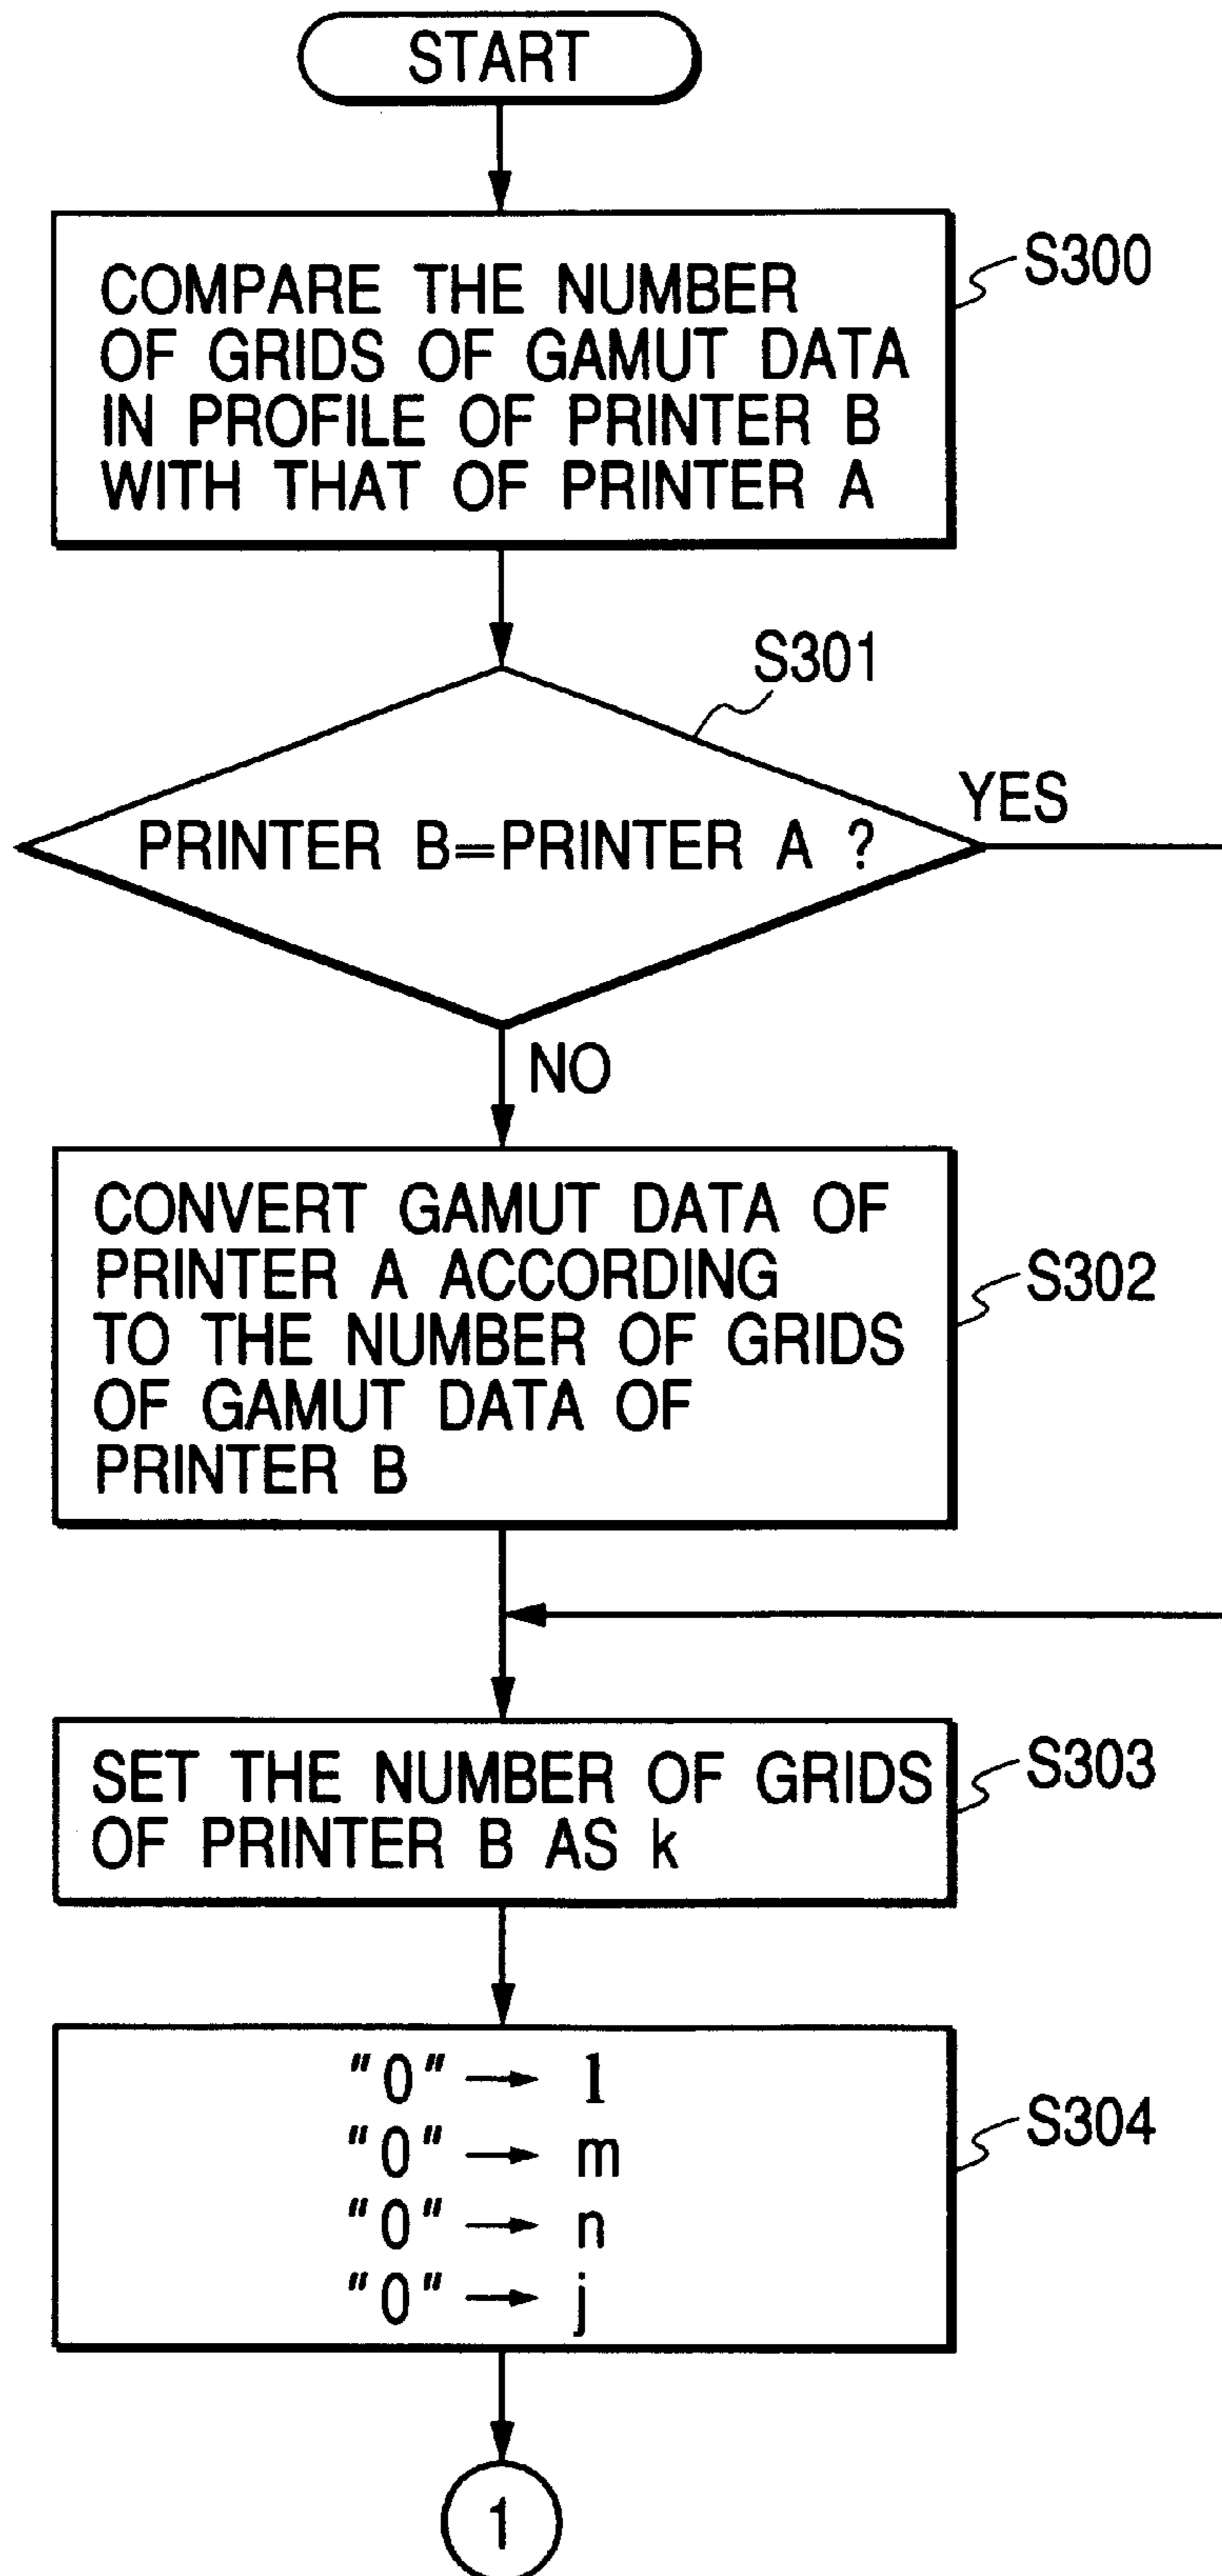 START
COMPARE THE NUMBER
OF GRIDS OF GAMUT DATA
IN PROFILE OF PRINTER B
WITH THAT OF PRINTER A
S300
S301
PRINTER B=PRINTER A ?
YES
NO
CONVERT GAMUT DATA OF
PRINTER A ACCORDING
TO THE NUMBER OF GRIDS
OF GAMUT DATA OF
PRINTER B
S302
SET THE NUMBER OF GRIDS
OF PRINTER B AS k
S303
"0" → l
"0" → m
"0" → n
"0" → j
S304
1